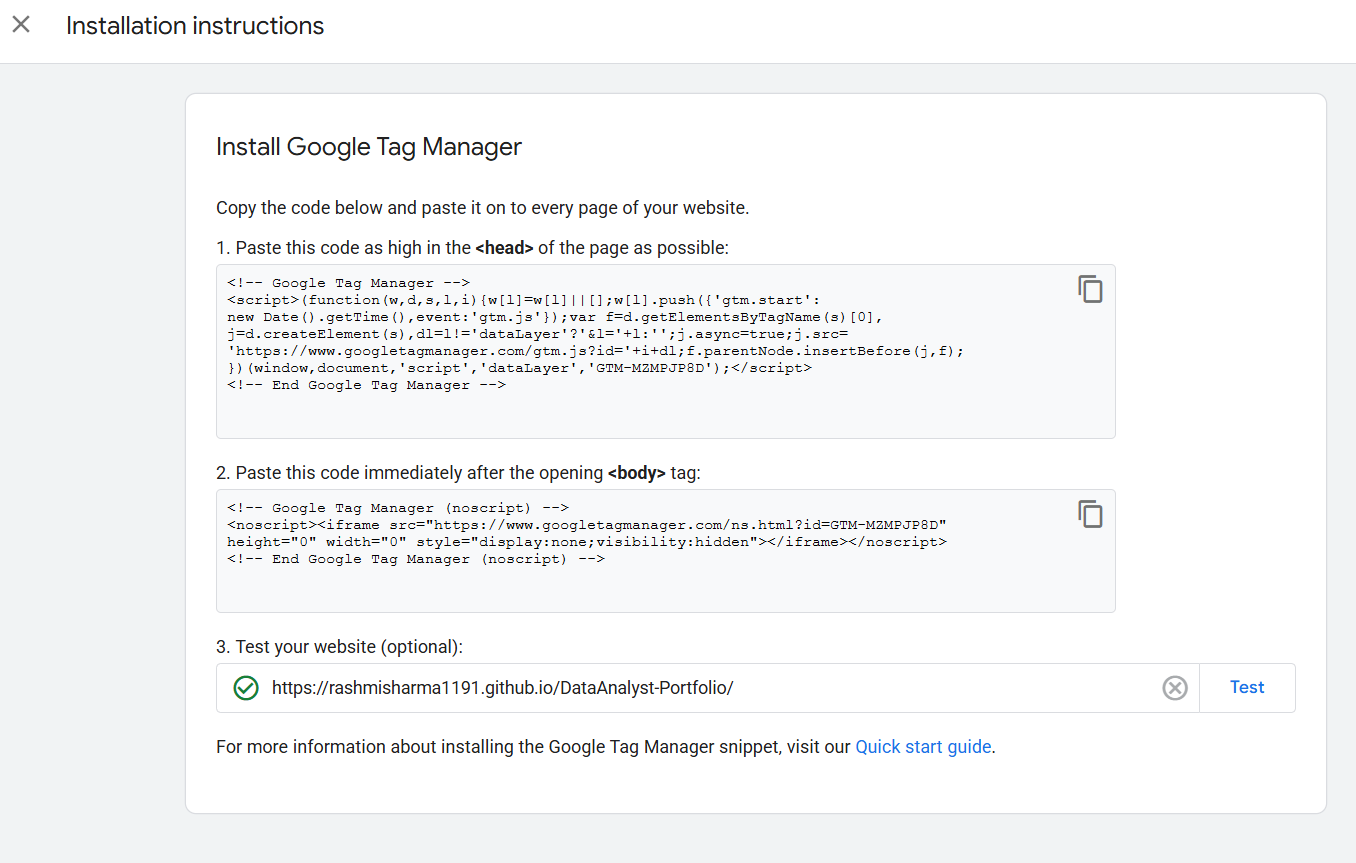 Installation instructions
Install Google Tag Manager
Copy the code below and paste it on to every page of your website.
1. Paste this code as high in the <head> of the page as possible:
<!-- Google Tag Manager -->
<script>(function(w,d,s,l,i){w[l]=w[l]||[];w[l].push({'gtm.start':
new Date().getTime(),event:'gtm.js'});var f=d.getElementsByTagName(s)[0],
j=d.createElement(s),dl=l!='dataLayer'?'&l='+l:'';j.async=true;j.src=
'https://www.googletagmanager.com/gtm.js?id='+i+dl;f.parentNode.insertBefore(j,f);
})(window,document,'script','dataLayer','GTM-MZMPJP8D');</script>
<!-- End Google Tag Manager -->
2. Paste this code immediately after the opening <body> tag:
<!-- Google Tag Manager (noscript) -->
<noscript><iframe src="https://www.googletagmanager.com/ns.html?id=GTM-MZMPJP8D"
height="0" width="0" style="display:none;visibility:hidden"></iframe></noscript>
<!-- End Google Tag Manager (noscript) -->
3. Test your website (optional):
https://rashmisharma1191.github.io/DataAnalyst-Portfolio/
Test
For more information about installing the Google Tag Manager snippet, visit our Quick start guide.